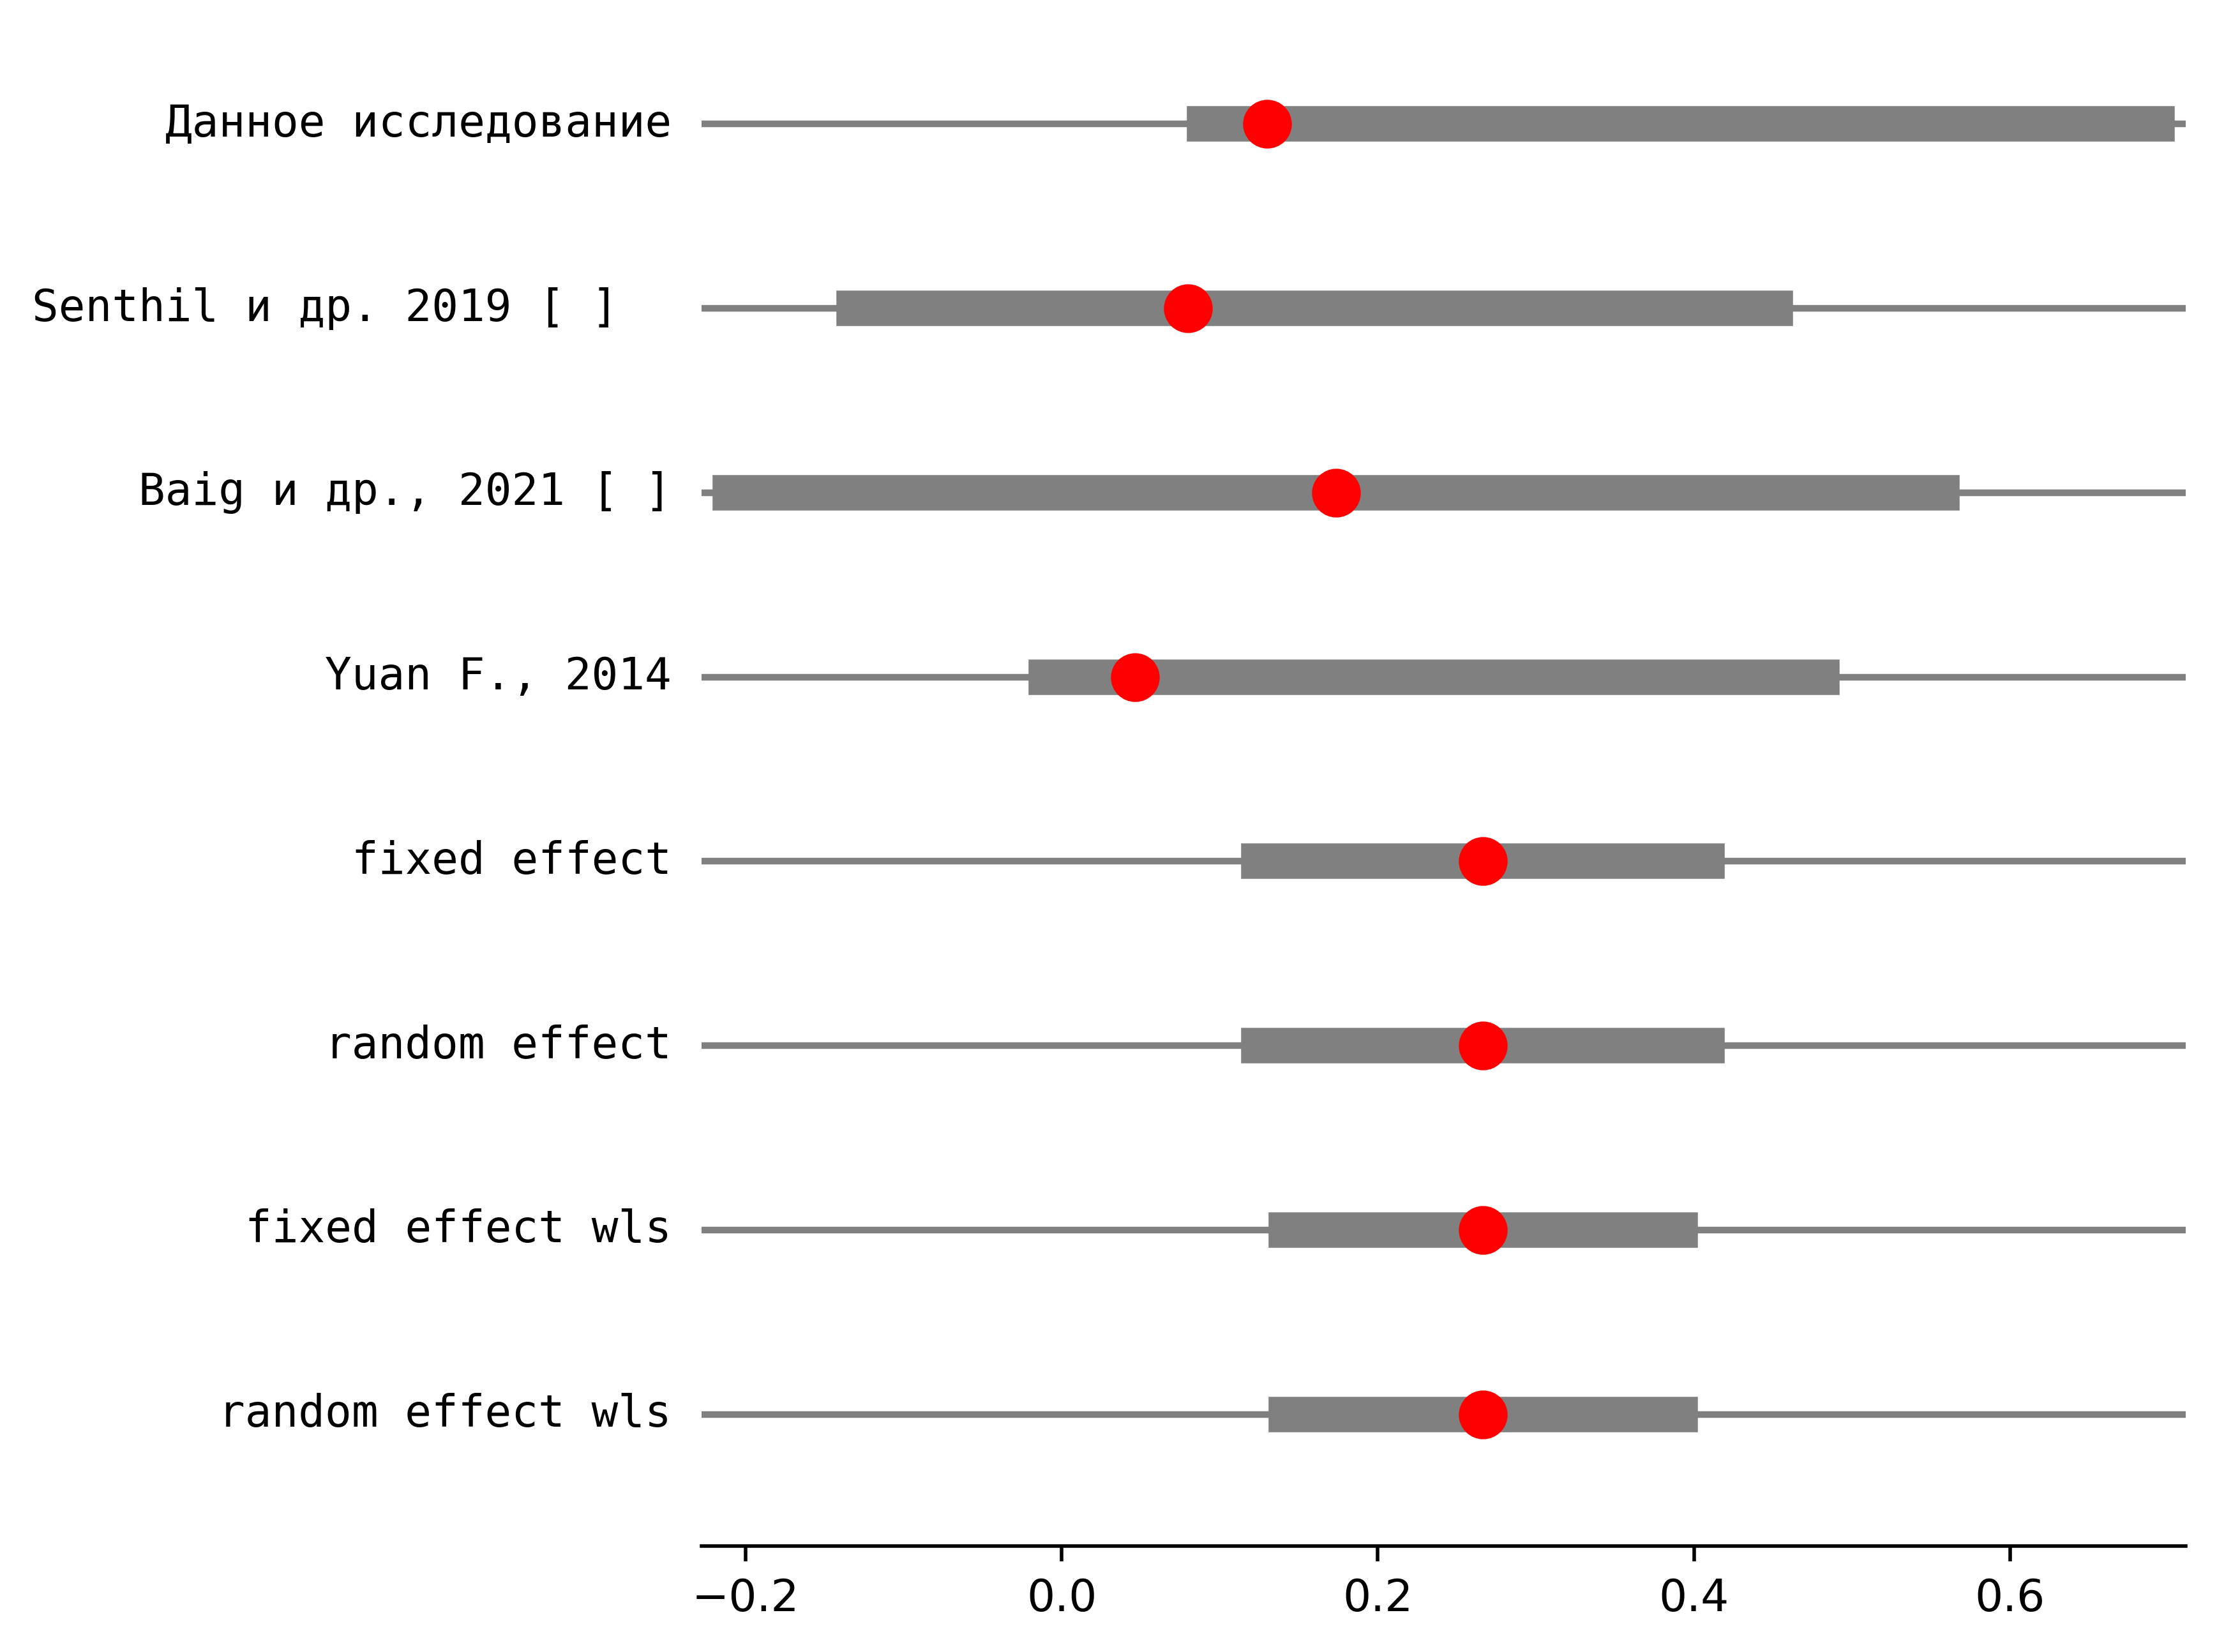 Данное исследование
Senthil и др. 2019 [ ]
Baig и др., 2021 [ ]
Yuan F., 2014
fixed effect
random effect
fixed effect wls
random effect wls
−0.2 0.0 0.2 0.4 0.6